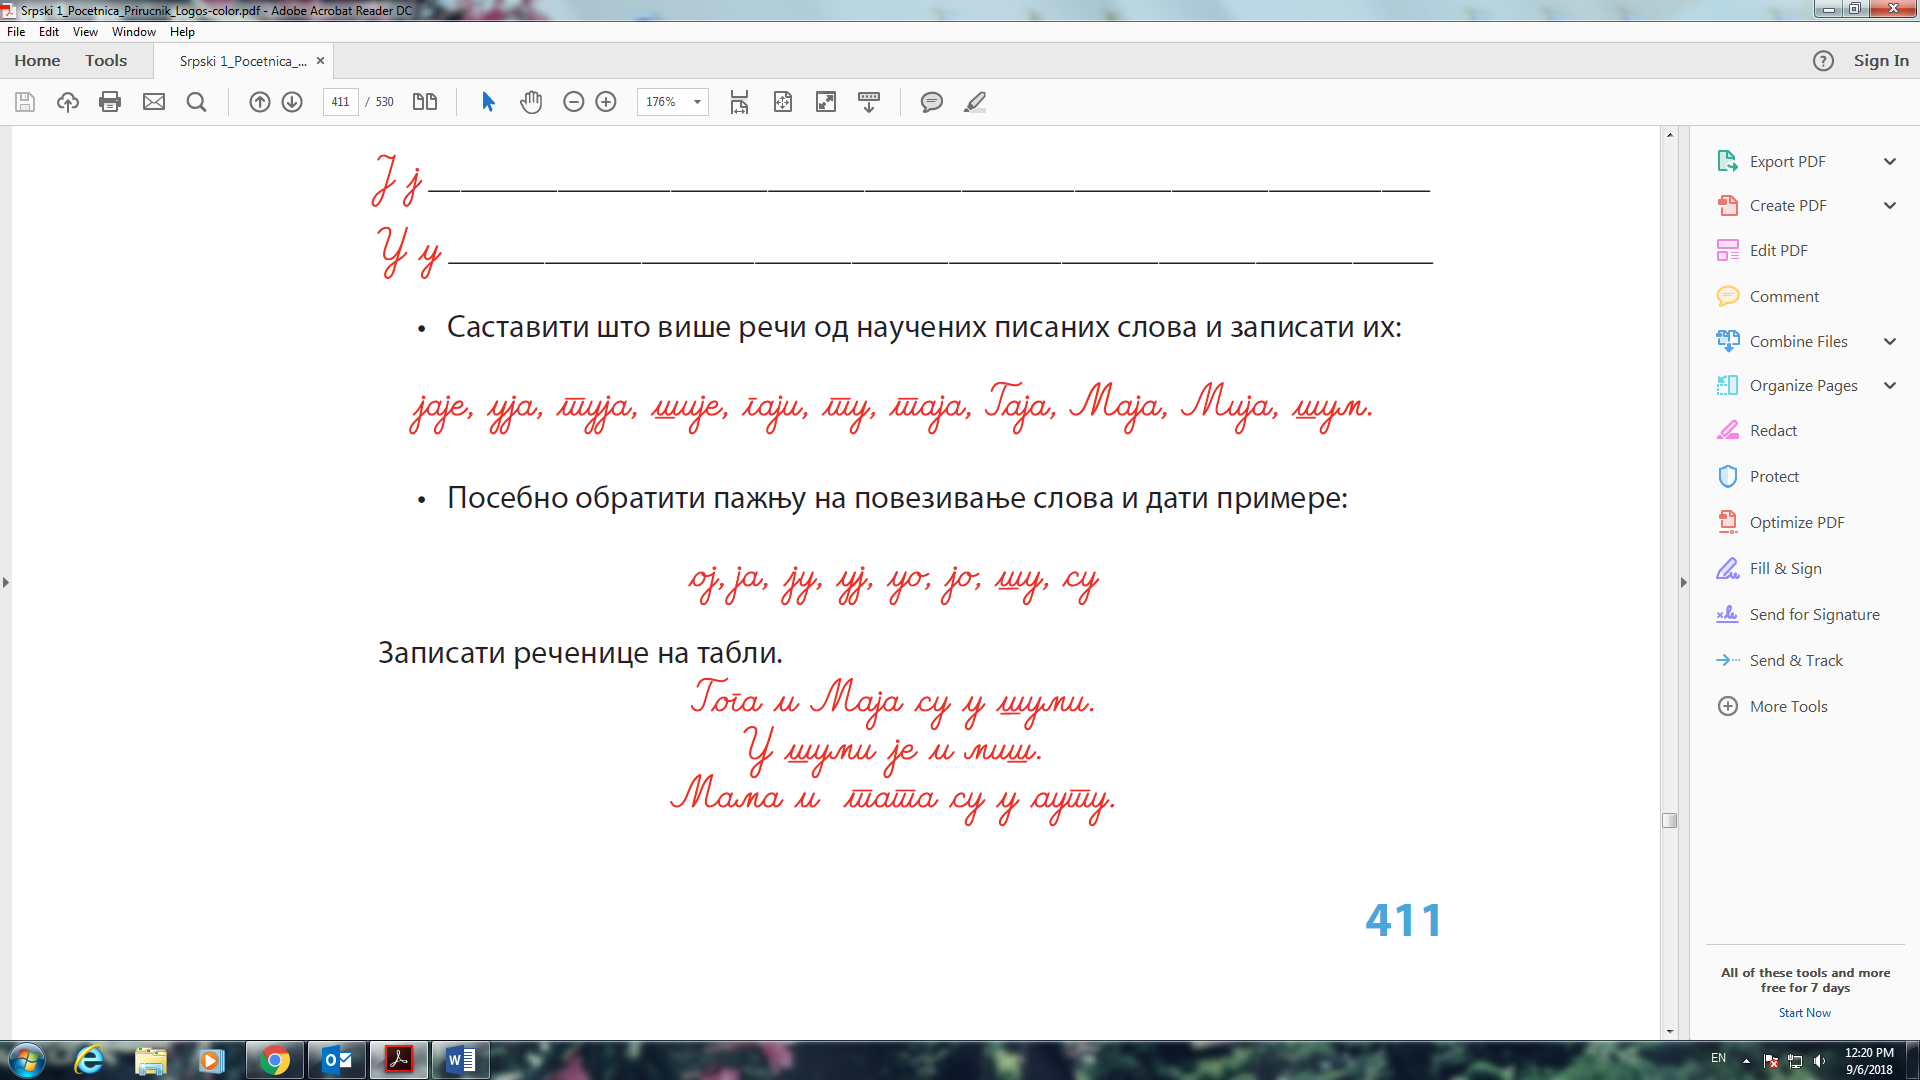 Srpski 1_Pocetnica_Prirucnik_Logos-color.pdf - Adobe Acrobat Reader DC
File Edit View Window Help
Home Tools Srpski 1_Pocetnica_... × Sign In
411 / 530 176%
Ј ј
У у
• Саставити што више речи од научених писаних слова и записати их:
јаје, уја, туја, шије, гаји, ту, таја, Гаја, Маја, Мија, шум.
• Посебно обратити пажњу на повезивање слова и дати примере:
ој, ја, ју, уј, уо, јо, шу, су
Записати реченице на табли.
Гога и Маја су у шуми.
У шуми је и миш.
Мама и тата су у ауту.
411
Export PDF
Create PDF
Edit PDF
Comment
Combine Files
Organize Pages
Redact
Protect
Optimize PDF
Fill & Sign
Send for Signature
Send & Track
More Tools
All of these tools and more
free for 7 days
Start Now
EN
12:20 PM
9/6/2018